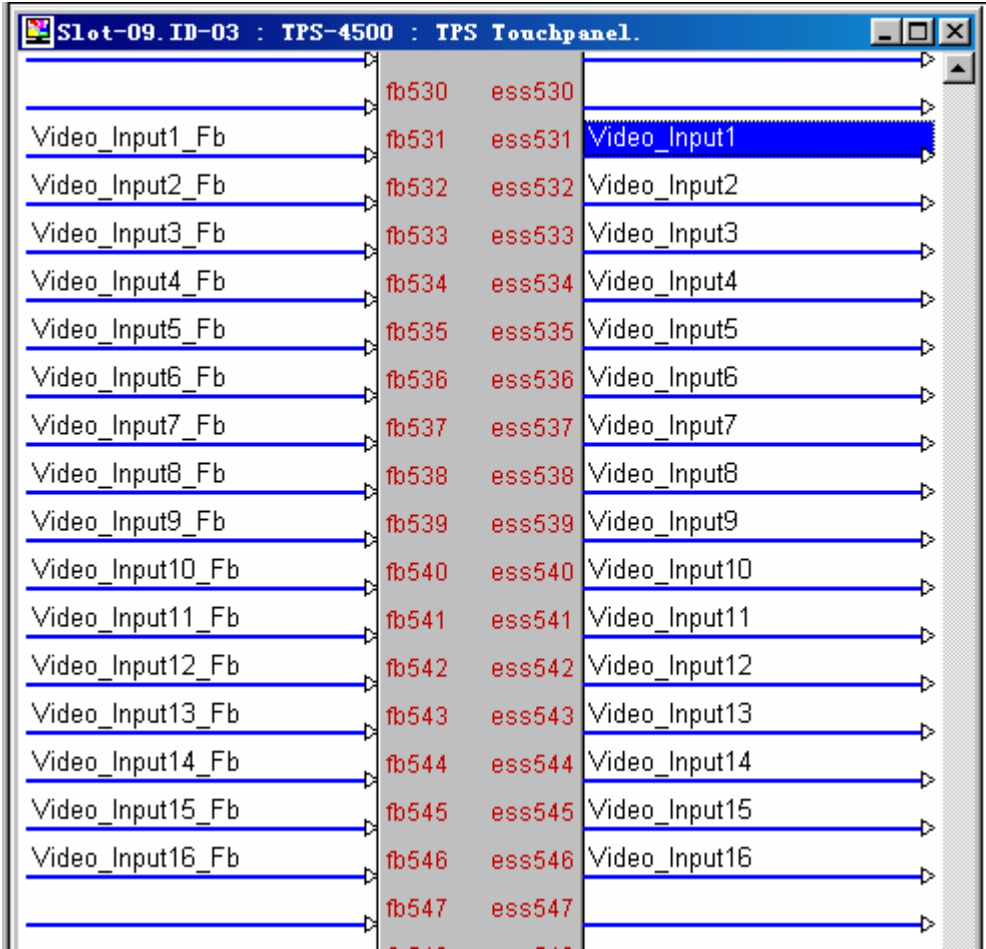 Slot-09.ID-03 : TPS-4500 : TPS Touchpanel.
fb530 ess530
Video_Input1_Fb fb531 ess531 Video_Input1
Video_Input2_Fb fb532 ess532 Video_Input2
Video_Input3_Fb fb533 ess533 Video_Input3
Video_Input4_Fb fb534 ess534 Video_Input4
Video_Input5_Fb fb535 ess535 Video_Input5
Video_Input6_Fb fb536 ess536 Video_Input6
Video_Input7_Fb fb537 ess537 Video_Input7
Video_Input8_Fb fb538 ess538 Video_Input8
Video_Input9_Fb fb539 ess539 Video_Input9
Video_Input10_Fb fb540 ess540 Video_Input10
Video_Input11_Fb fb541 ess541 Video_Input11
Video_Input12_Fb fb542 ess542 Video_Input12
Video_Input13_Fb fb543 ess543 Video_Input13
Video_Input14_Fb fb544 ess544 Video_Input14
Video_Input15_Fb fb545 ess545 Video_Input15
Video_Input16_Fb fb546 ess546 Video_Input16
fb547 ess547